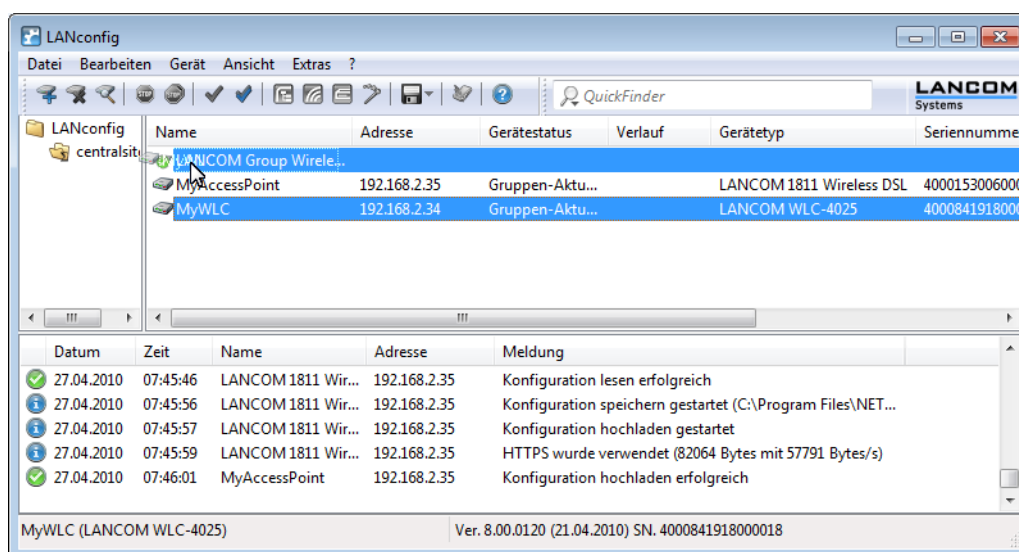 LANconfig
Datei Bearbeiten Gerät Ansicht Extras ?
QuickFinder
LANCOM
Systems
LANconfig
centralsit
Name Adresse Gerätestatus Verlauf Gerätetyp Seriennumme
LANCOM Group Wirele...
MyAccessPoint 192.168.2.35 Gruppen-Aktu... LANCOM 1811 Wireless DSL 4000153006000
MyWLC 192.168.2.34 Gruppen-Aktu... LANCOM WLC-4025 4000841918000
Datum Zeit Name Adresse Meldung
27.04.2010 07:45:46 LANCOM 1811 Wir... 192.168.2.35 Konfiguration lesen erfolgreich
27.04.2010 07:45:56 LANCOM 1811 Wir... 192.168.2.35 Konfiguration speichern gestartet (C:\Program Files\NET...
27.04.2010 07:45:57 LANCOM 1811 Wir... 192.168.2.35 Konfiguration hochladen gestartet
27.04.2010 07:45:59 LANCOM 1811 Wir... 192.168.2.35 HTTPS wurde verwendet (82064 Bytes mit 57791 Bytes/s)
27.04.2010 07:46:01 MyAccessPoint 192.168.2.35 Konfiguration hochladen erfolgreich
MyWLC (LANCOM WLC-4025) Ver. 8.00.0120 (21.04.2010) SN. 4000841918000018